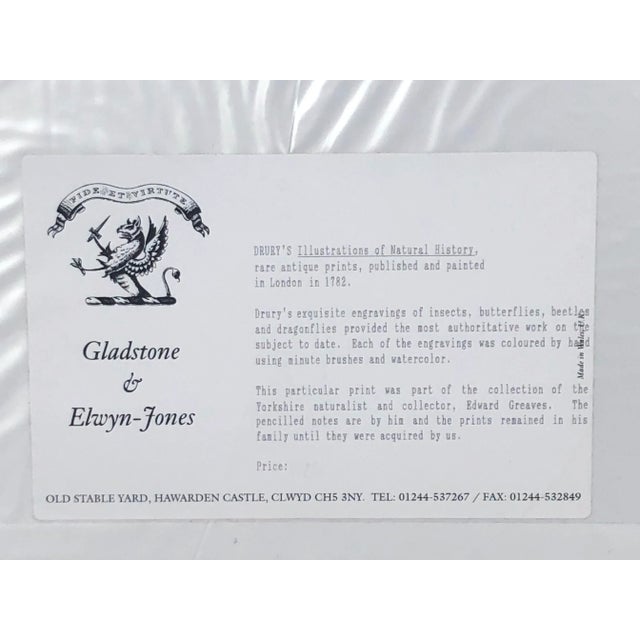 FIDE ET VIRTUTE
Gladstone
&
Elwyn-Jones
DRURY'S Illustrations of Natural History,
rare antique prints, published and painted
in London in 1782.
Drury's exquisite engravings of insects, butterflies, beetles
and dragonflies provided the most authoritative work on the
subject to date. Each of the engravings was coloured by hand
using minute brushes and watercolor.
This particular print was part of the collection of the
Yorkshire naturalist and collector, Edward Greaves. The
pencilled notes are by him and the prints remained in his
family until they were acquired by us.
Price:
Made in Wales, U.K.
OLD STABLE YARD, HAWARDEN CASTLE, CLWYD CH5 3NY. TEL: 01244-537267 / FAX: 01244-532849